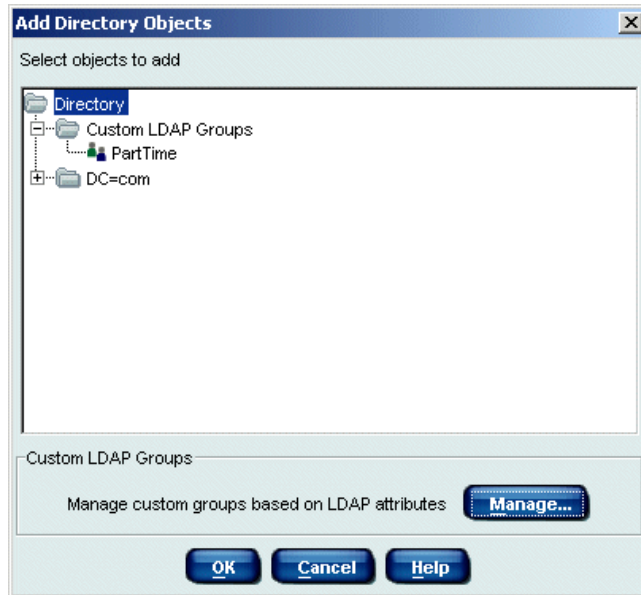 Add Directory Objects
Select objects to add
Directory
Custom LDAP Groups
PartTime
DC=com
Custom LDAP Groups
Manage custom groups based on LDAP attributes Manage...
OK Cancel Help